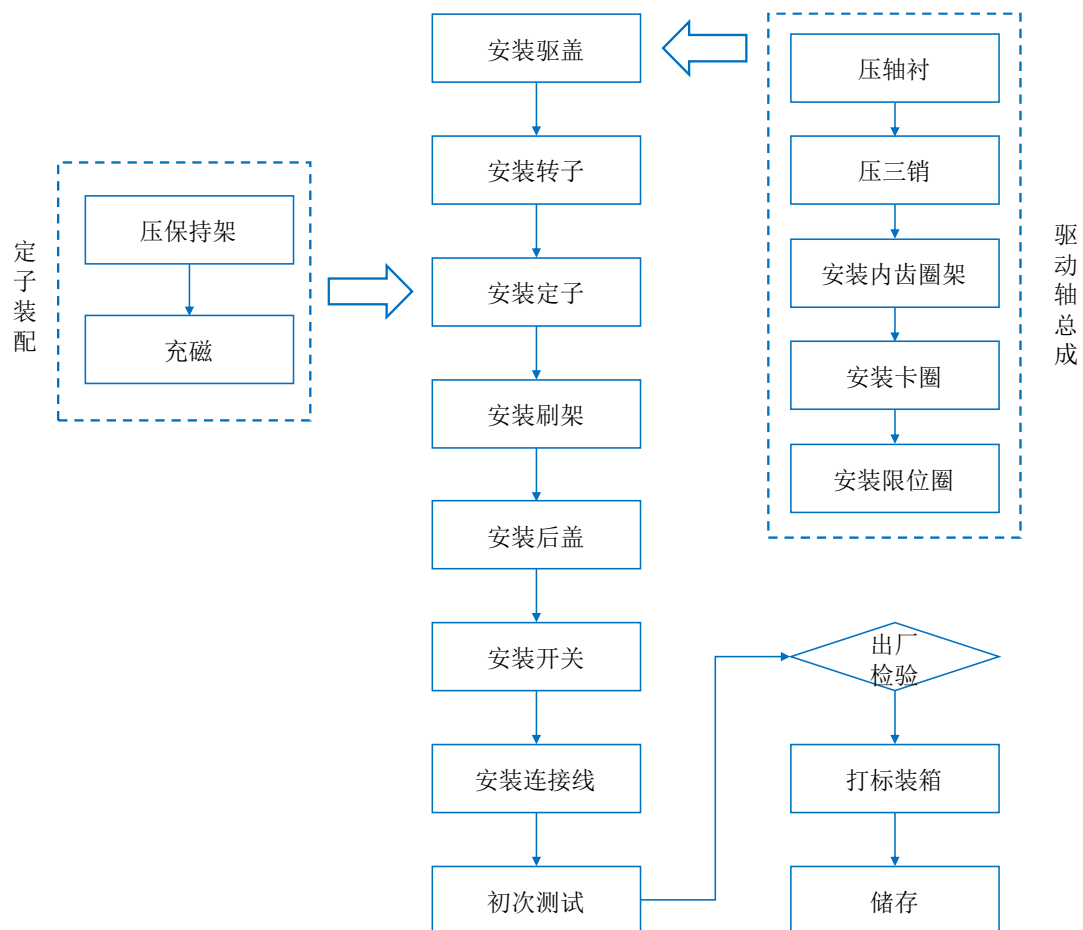 定子装配
压保持架
充磁
安装驱盖
安装转子
安装定子
安装刷架
安装后盖
安装开关
安装连接线
初次测试
压轴衬
压三销
安装内齿圈架
安装卡圈
安装限位圈
驱动轴总成
出厂
检验
打标装箱
储存